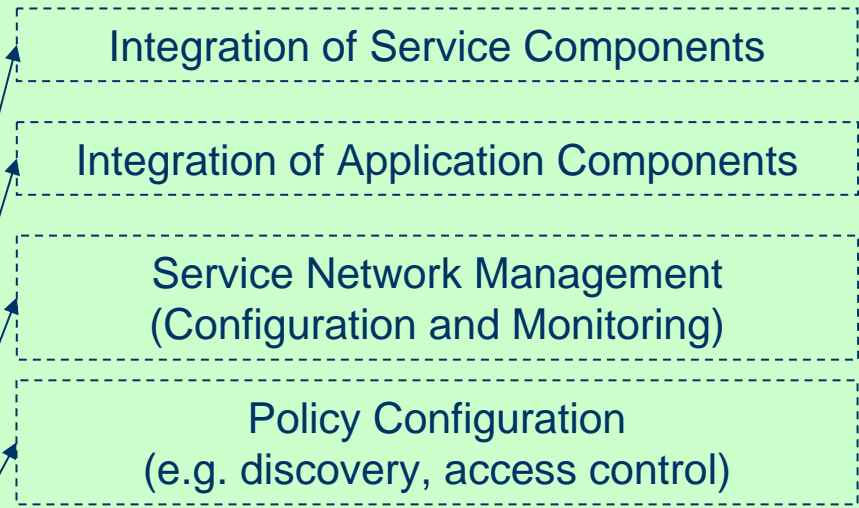 Integration of Service Components
Integration of Application Components
Service Network Management
(Configuration and Monitoring)
Policy Configuration
(e.g. discovery, access control)